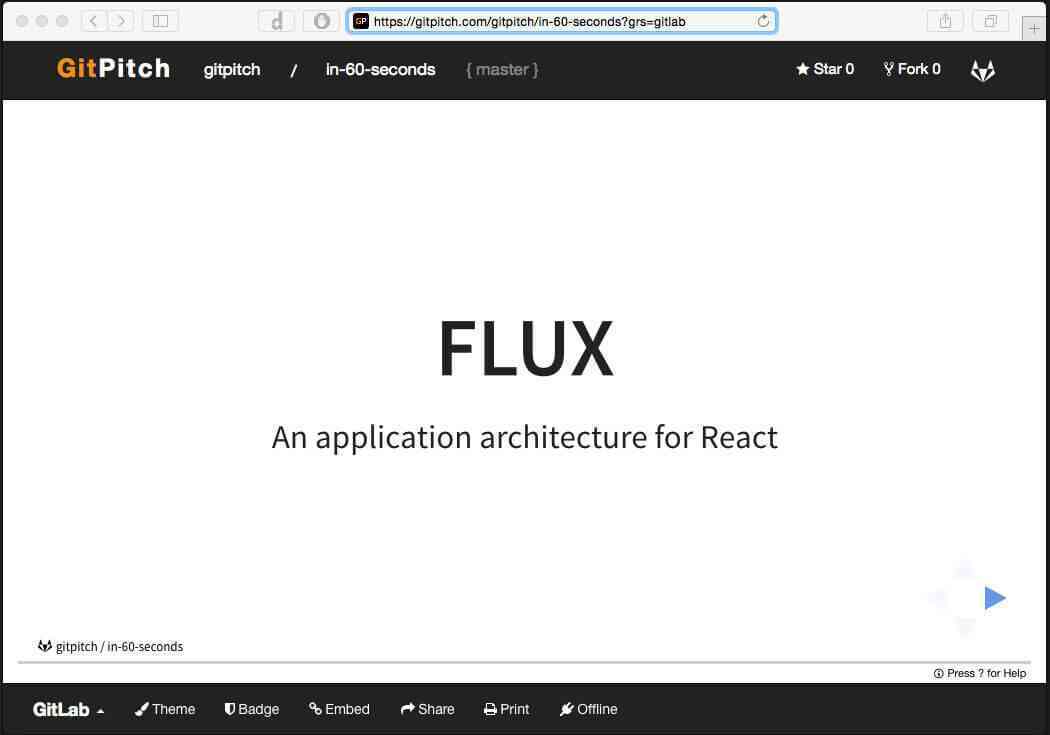 d GP https://gitpitch.com/gitpitch/in-60-seconds?grs=gitlab
GitPitch gitpitch / in-60-seconds { master } Star 0 Fork 0
FLUX
An application architecture for React
gitpitch / in-60-seconds
Press ? for Help
GitLab Theme Badge Embed Share Print Offline